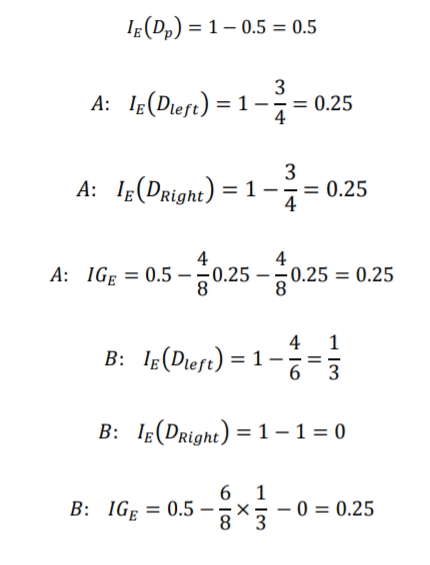 I_E(D_p) = 1 − 0.5 = 0.5
A: I_E(D_left) = 1 − 3/4 = 0.25
A: I_E(D_Right) = 1 − 3/4 = 0.25
A: IG_E = 0.5 − 4/8 0.25 − 4/8 0.25 = 0.25
B: I_E(D_left) = 1 − 4/6 = 1/3
B: I_E(D_Right) = 1 − 1 = 0
B: IG_E = 0.5 − 6/8 × 1/3 − 0 = 0.25